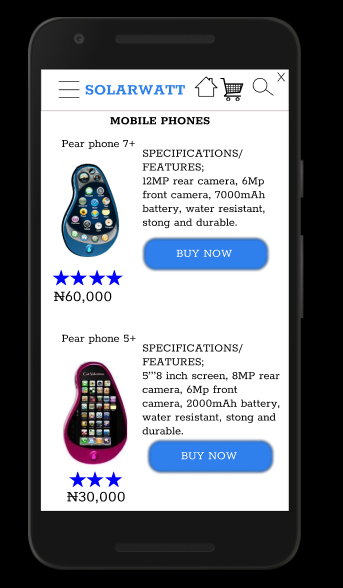 X
SOLARWATT
MOBILE PHONES
Pear phone 7+
SPECIFICATIONS/
FEATURES;
12MP rear camera, 6Mp
front camera, 7000mAh
battery, water resistant,
stong and durable.
BUY NOW
₦60,000
Pear phone 5+
SPECIFICATIONS/
FEATURES;
5'"8 inch screen, 8MP rear
camera, 6Mp front
camera, 2000mAh battery,
water resistant, stong and
durable.
BUY NOW
₦30,000